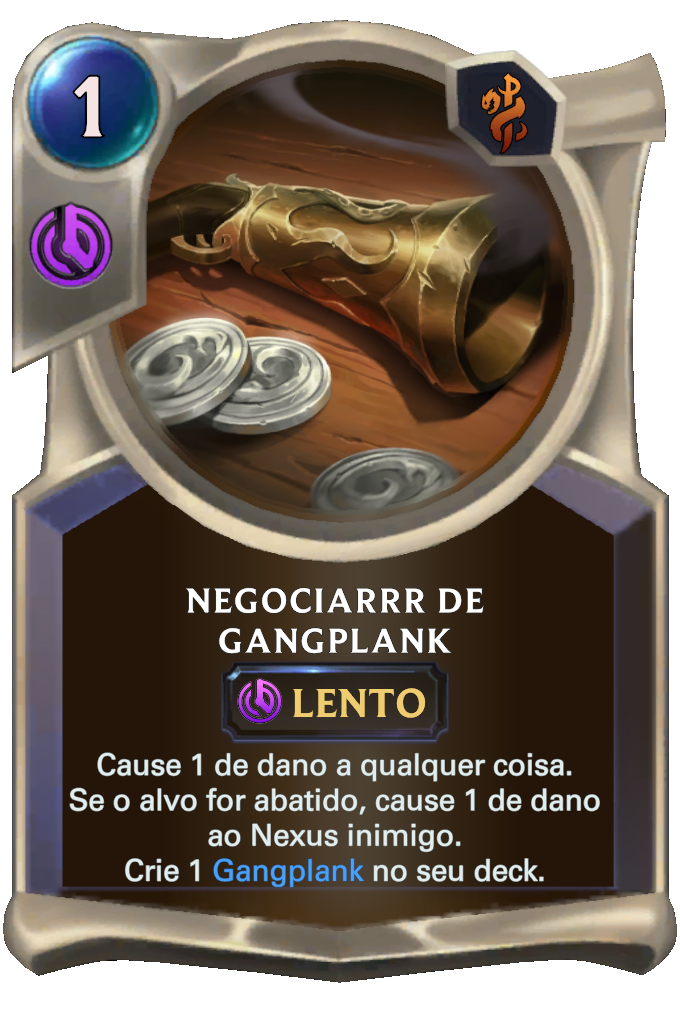 1
NEGOCIARRR DE
GANGPLANK
LENTO
Cause 1 de dano a qualquer coisa.
Se o alvo for abatido, cause 1 de dano
ao Nexus inimigo.
Crie 1 Gangplank no seu deck.